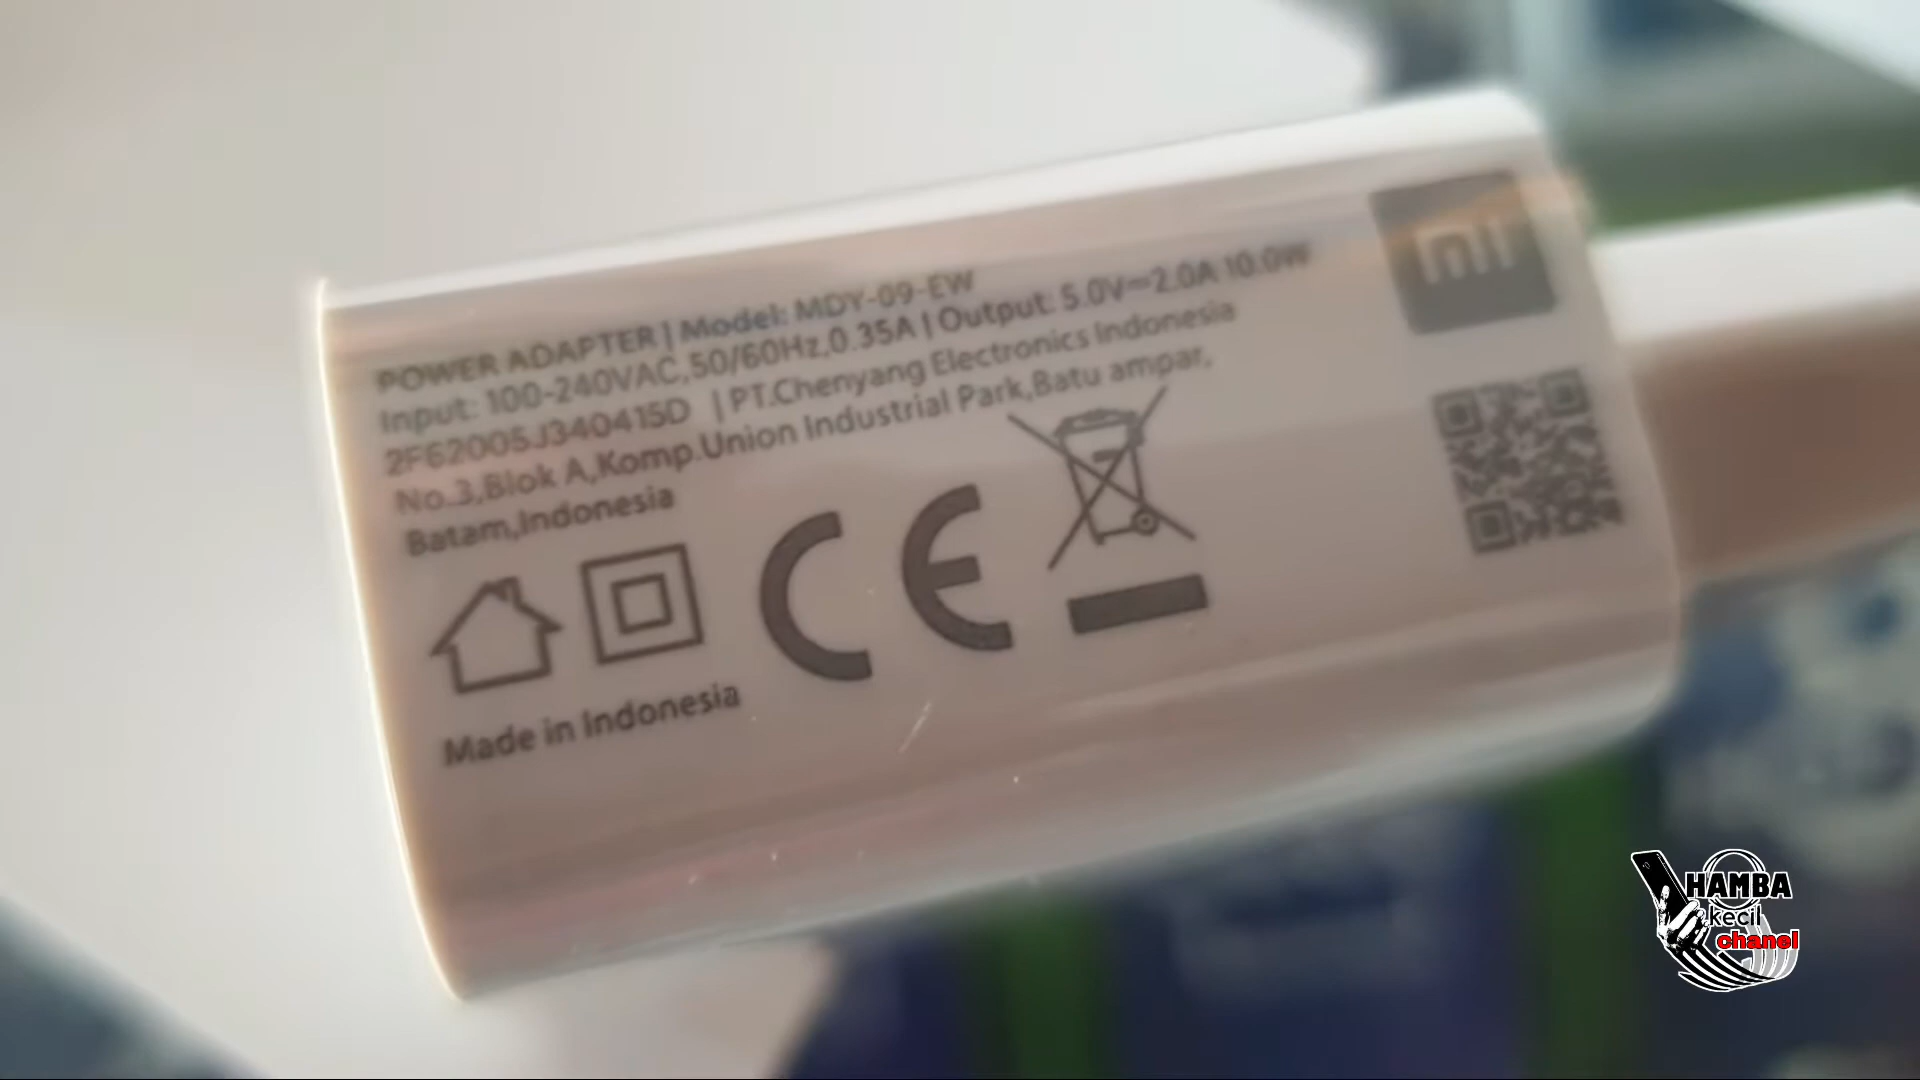 POWER ADAPTER | Model: MDY-09-EW
Input: 100-240VAC,50/60Hz,0.35A | Output: 5.0V⎓2.0A 10.0W
2F62005J340415D | PT.Chenyang Electronics Indonesia
No.3,Blok A,Komp.Union Industrial Park,Batu ampar,
Batam,Indonesia
CE
Made in Indonesia
mi
HAMBA
kecil
chanel